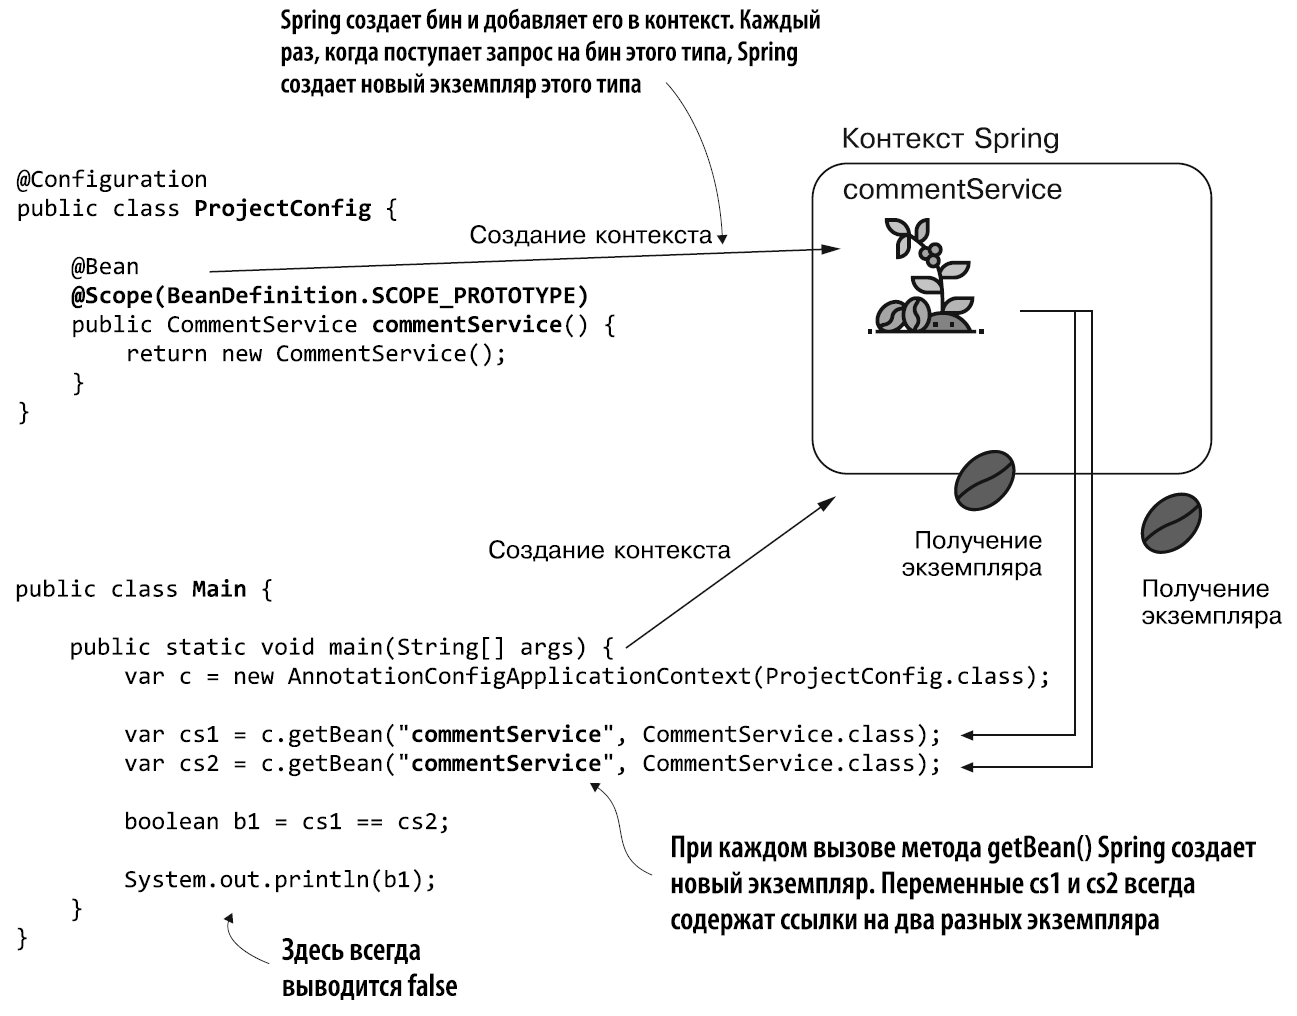 Spring создает бин и добавляет его в контекст. Каждый
раз, когда поступает запрос на бин этого типа, Spring
создает новый экземпляр этого типа
Контекст Spring
commentService
@Configuration
public class ProjectConfig {
Создание контекста
@Bean
@Scope(BeanDefinition.SCOPE_PROTOTYPE)
public CommentService commentService() {
return new CommentService();
}
}
Получение
экземпляра
Получение
экземпляра
Создание контекста
public class Main {
public static void main(String[] args) {
var c = new AnnotationConfigApplicationContext(ProjectConfig.class);
var cs1 = c.getBean("commentService", CommentService.class);
var cs2 = c.getBean("commentService", CommentService.class);
boolean b1 = cs1 == cs2;
System.out.println(b1);
}
}
При каждом вызове метода getBean() Spring создает
новый экземпляр. Переменные cs1 и cs2 всегда
содержат ссылки на два разных экземпляра
Здесь всегда
выводится false